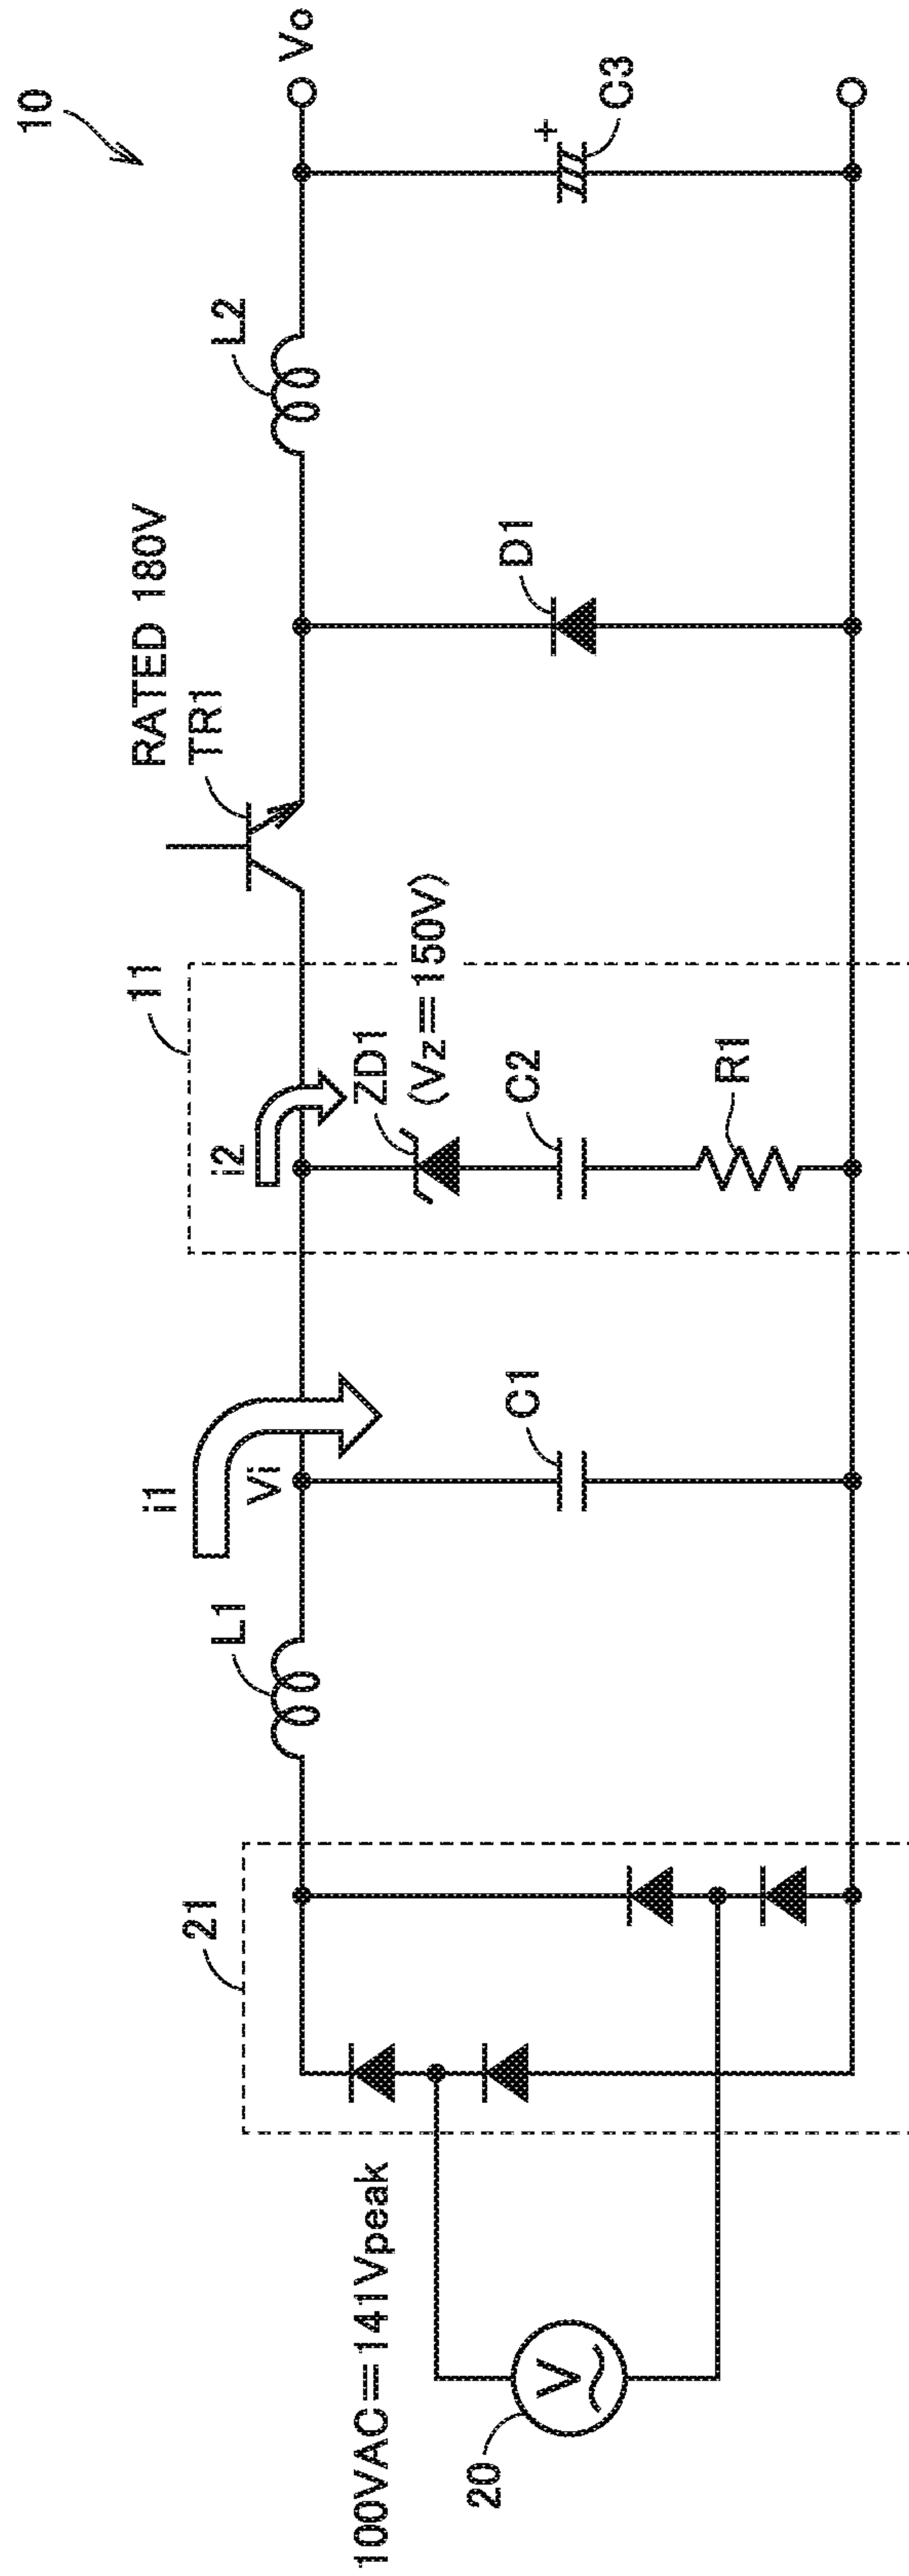 10
RATED 180V
TR1
L2
Vo
11
i2
ZD1
(Vz=150V)
C2
R1
D1
+
C3
i1
Vi
L1
C1
21
100VAC=141Vpeak
V
20